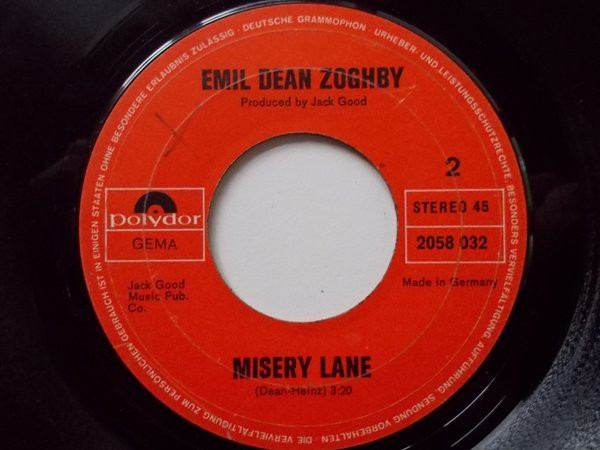 EMIL DEAN ZOGHBY
Produced by Jack Good
2
polydor
GEMA
STEREO 45
2058 032
Jack Good
Music Pub.
Co.
Made in Germany
MISERY LANE
(Dean-Heinz) 3:20
· DEUTSCHE GRAMMOPHON · URHEBER- UND LEISTUNGSSCHUTZRECHTE, BESONDERS VERVIELFÄLTIGUNG, AUFFÜHRUNG, SENDUNG VORBEHALTEN · DIE VERVIELFÄLTIGUNG ZUM PERSÖNLICHEN GEBRAUCH IST IN EINIGEN STAATEN OHNE BESONDERE ERLAUBNIS ZULÄSSIG